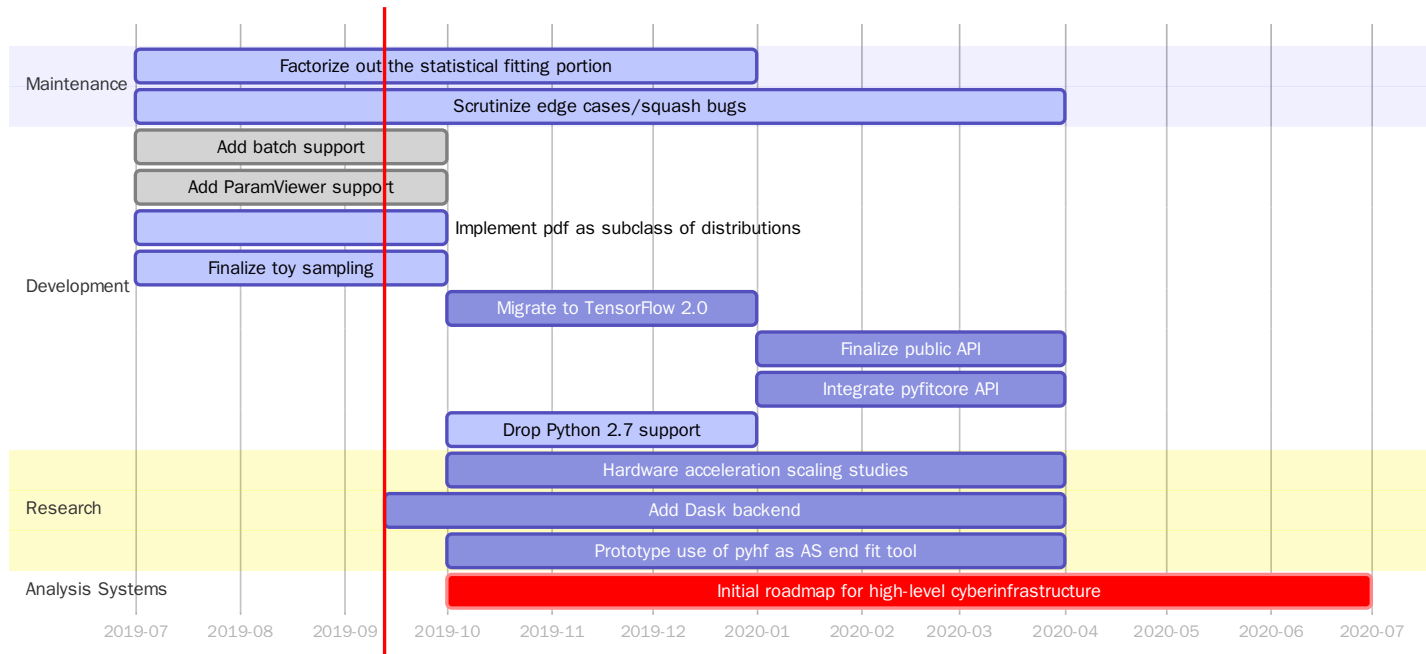 Factorize out the statistical fitting portion
Maintenance
Scrutinize edge cases/squash bugs
Add batch support
Add ParamViewer support
Implement pdf as subclass of distributions
Finalize toy sampling
Development
Migrate to TensorFlow 2.0
Finalize public API
Integrate pyfitcore API
Drop Python 2.7 support
Hardware acceleration scaling studies
Research
Add Dask backend
Prototype use of pyhf as AS end fit tool
Analysis Systems
Initial roadmap for high-level cyberinfrastructure
2019-07 2019-08 2019-09 2019-10 2019-11 2019-12 2020-01 2020-02 2020-03 2020-04 2020-05 2020-06 2020-07